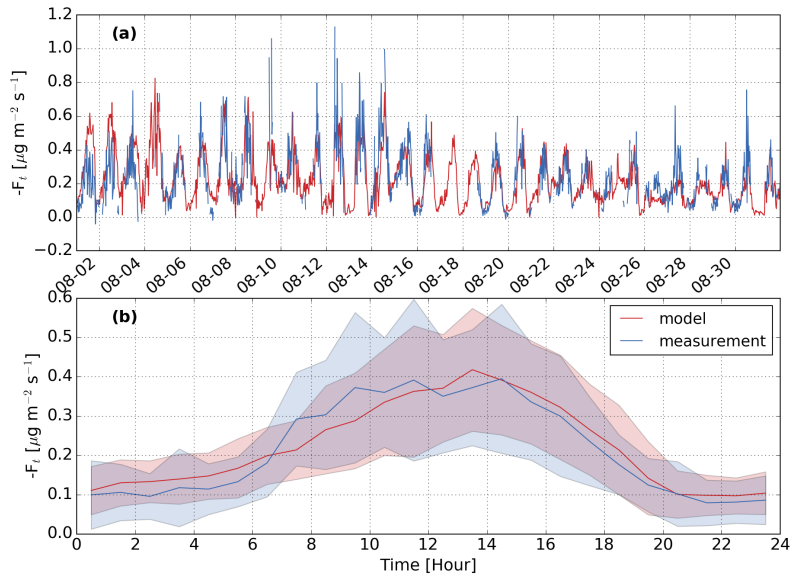 (a)
-Fₜ [μg m⁻² s⁻¹]
1.2
1.0
0.8
0.6
0.4
0.2
0.0
−0.2
08-02 08-04 08-06 08-08 08-10 08-12 08-14 08-16 08-18 08-20 08-22 08-24 08-26 08-28 08-30
(b)
model
measurement
-Fₜ [μg m⁻² s⁻¹]
0.6
0.5
0.4
0.3
0.2
0.1
0.0
0 2 4 6 8 10 12 14 16 18 20 22 24
Time [Hour]